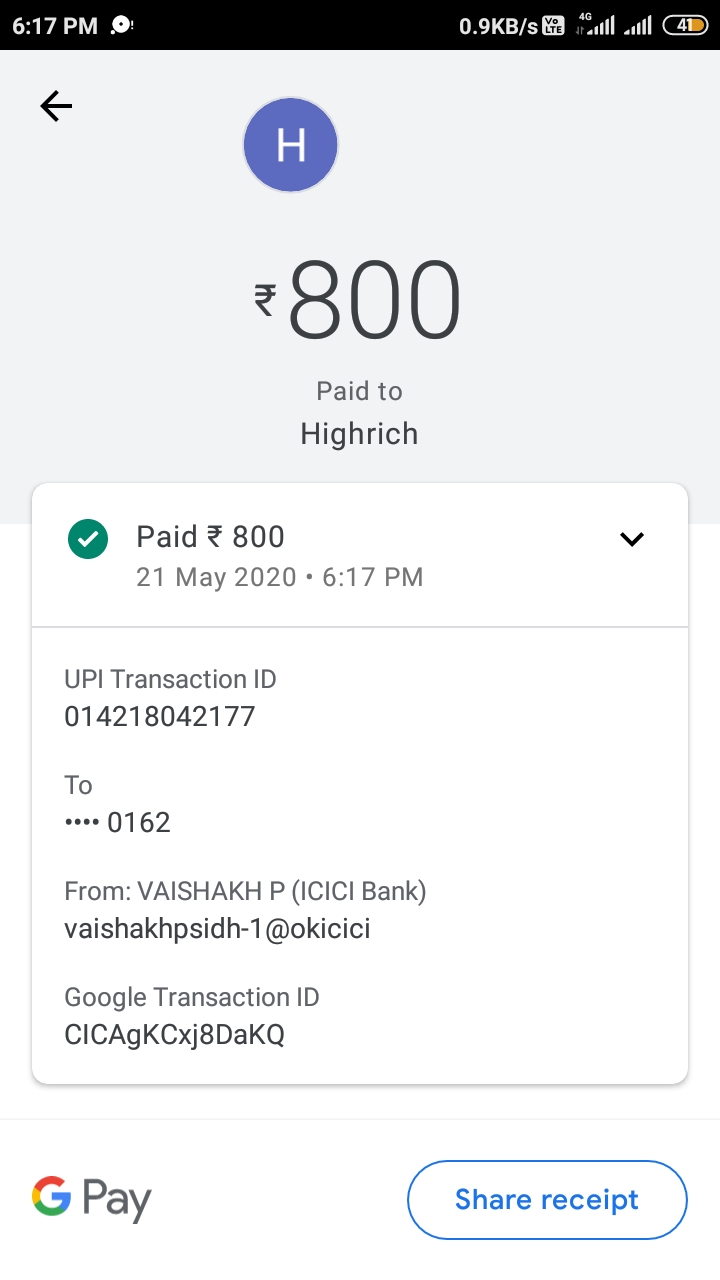 6:17 PM
0.9KB/s
Vo LTE
4G
41
H
₹800
Paid to
Highrich
Paid ₹ 800
21 May 2020 • 6:17 PM
UPI Transaction ID
014218042177
To
•••• 0162
From: VAISHAKH P (ICICI Bank)
vaishakhpsidh-1@okicici
Google Transaction ID
CICAgKCxj8DaKQ
G Pay
Share receipt